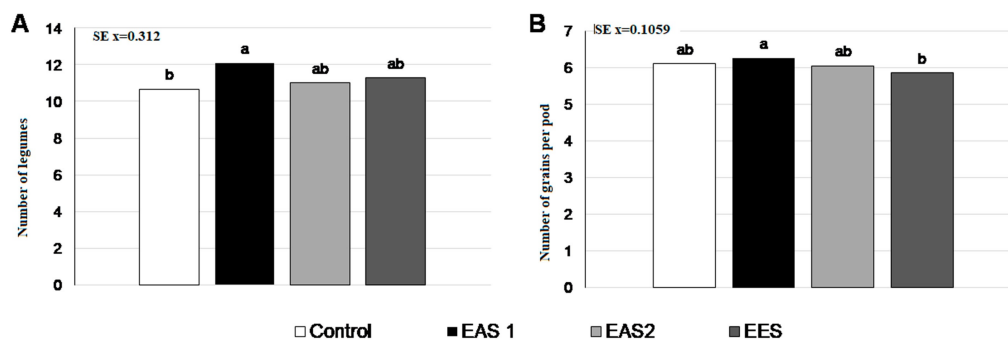 A
SE x=0.312
Number of legumes
14
12
10
8
6
4
2
0
b
a
ab
ab
B
SE x=0.1059
Number of grains per pod
7
6
5
4
3
2
1
0
ab
a
ab
b
Control
EAS 1
EAS2
EES